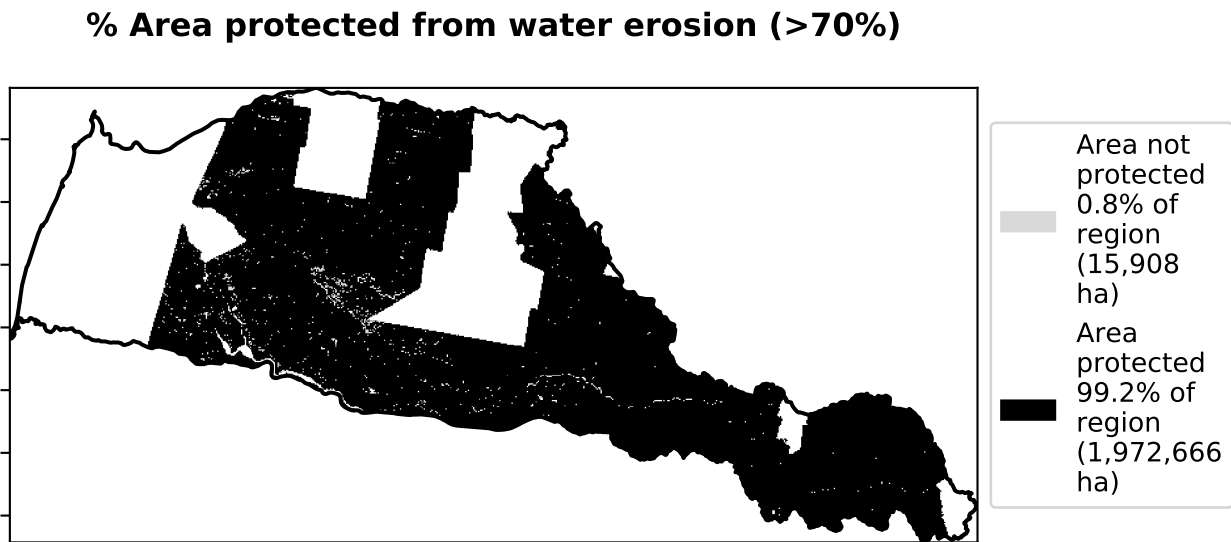 % Area protected from water erosion (>70%)
Area not
protected
0.8% of
region
(15,908
ha)
Area
protected
99.2% of
region
(1,972,666
ha)